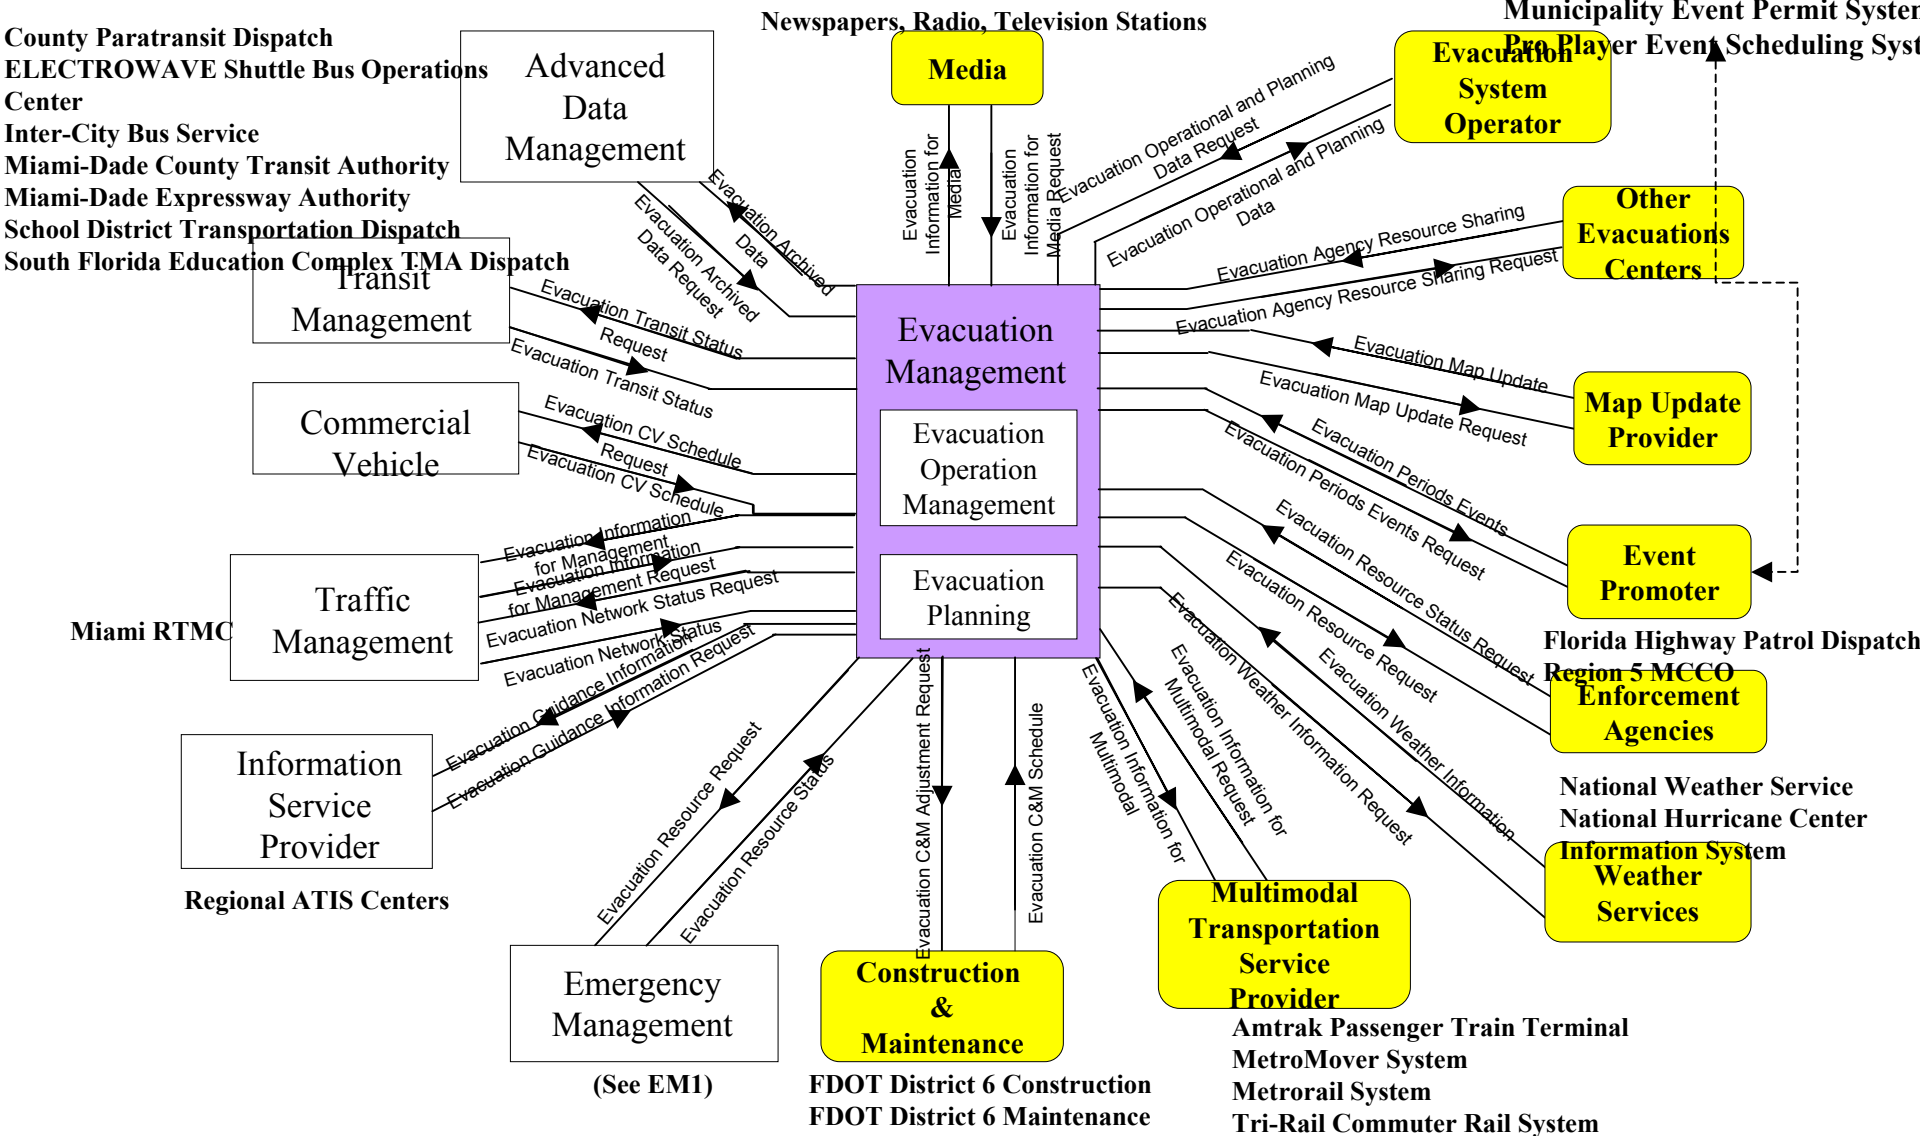 Newspapers, Radio, Television Stations
Municipality Event Permit System
Pro Player Event Scheduling Syst
County Paratransit Dispatch
ELECTROWAVE Shuttle Bus Operations
Center
Inter-City Bus Service
Miami-Dade County Transit Authority
Miami-Dade Expressway Authority
School District Transportation Dispatch
South Florida Education Complex TMA Dispatch
Advanced
Data
Management
Media
Evacuation
System
Operator
Other
Evacuations
Centers
Evacuation Archived
Data
Evacuation Archived
Data Request
Evacuation
Information for
Media
Evacuation
Information for
Media Request
Evacuation Operational and Planning
Data Request
Evacuation Operational and Planning
Data
Evacuation Agency Resource Sharing
Evacuation Agency Resource Sharing Request
Transit
Management
Evacuation Transit Status
Request
Evacuation Transit Status
Evacuation
Management
Evacuation
Operation
Management
Evacuation
Planning
Evacuation Map Update
Evacuation Map Update Request
Map Update
Provider
Commercial
Vehicle
Evacuation CV Schedule
Request
Evacuation CV Schedule
Evacuation Periods Events
Evacuation Periods Events Request
Event
Promoter
Miami RTMC
Traffic
Management
Evacuation Information
for Management
Evacuation Information
for Management Request
Evacuation Network Status Request
Evacuation Network Status
Evacuation Guidance Information
Evacuation Guidance Information Request
Information
Service
Provider
Regional ATIS Centers
Evacuation Resource Status Request
Evacuation Resource Request
Florida Highway Patrol Dispatch
Region 5 MCCO
Enforcement
Agencies
Evacuation Weather Information
Evacuation Weather Information Request
National Weather Service
National Hurricane Center
Information System
Weather
Services
Evacuation Resource Request
Evacuation Resource Status
Emergency
Management
(See EM1)
Evacuation C&M Adjustment Request
Evacuation C&M Schedule
Construction
&
Maintenance
FDOT District 6 Construction
FDOT District 6 Maintenance
Evacuation Information for
Multimodal
Evacuation Information for
Multimodal Request
Multimodal
Transportation
Service
Provider
Amtrak Passenger Train Terminal
MetroMover System
Metrorail System
Tri-Rail Commuter Rail System